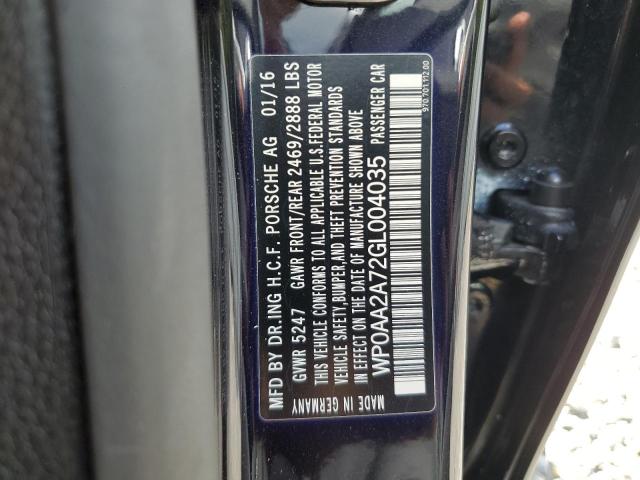 MFD BY DR.ING H.C.F. PORSCHE AG 01/16
GVWR 5247 GAWR FRONT/REAR 2469/2888 LBS
THIS VEHICLE CONFORMS TO ALL APPLICABLE U.S.FEDERAL MOTOR
VEHICLE SAFETY,BUMPER,AND THEFT PREVENTION STANDARDS
IN EFFECT ON THE DATE OF MANUFACTURE SHOWN ABOVE
WP0AA2A72GL004035 PASSENGER CAR
MADE IN GERMANY
970.701.112.00